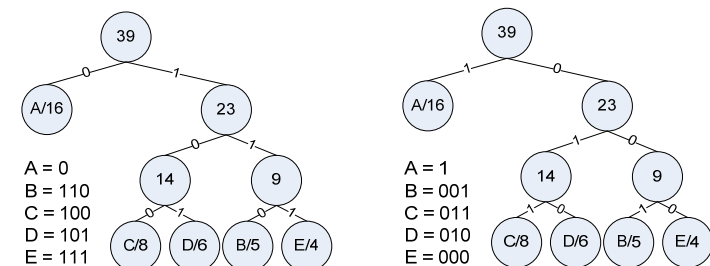 39
0 1
A/16 23
0 1
14 9
0 1 0 1
C/8 D/6 B/5 E/4
A = 0
B = 110
C = 100
D = 101
E = 111
39
1 0
A/16 23
1 0
14 9
1 0 1 0
C/8 D/6 B/5 E/4
A = 1
B = 001
C = 011
D = 010
E = 000